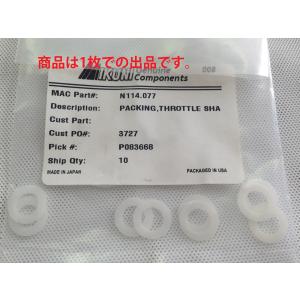 商品は1枚での出品です。
MIKUNI
Components
MAC Part#: N114.077
Description: PACKING,THROTTLE SHA
Cust Part:
Cust PO#: 3727
Pick #: P083668
Ship Qty: 10
MADE IN JAPAN PACKAGED IN USA